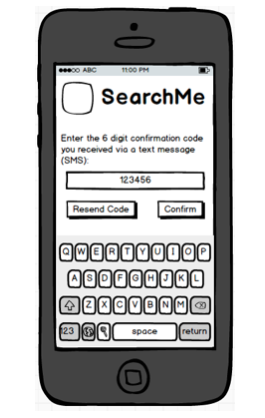 ●●●○○ ABC 11:00 PM
SearchMe
Enter the 6 digit confirmation code
you received via a text message
(SMS):
123456
Resend Code Confirm
Q W E R T Y U I O P
A S D F G H J K L
Z X C V B N M
123 space return